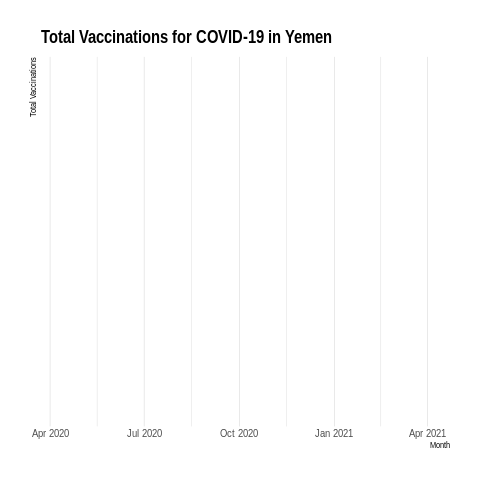 Total Vaccinations for COVID-19 in Yemen
Total Vaccinations
Apr 2020 Jul 2020 Oct 2020 Jan 2021 Apr 2021
Month